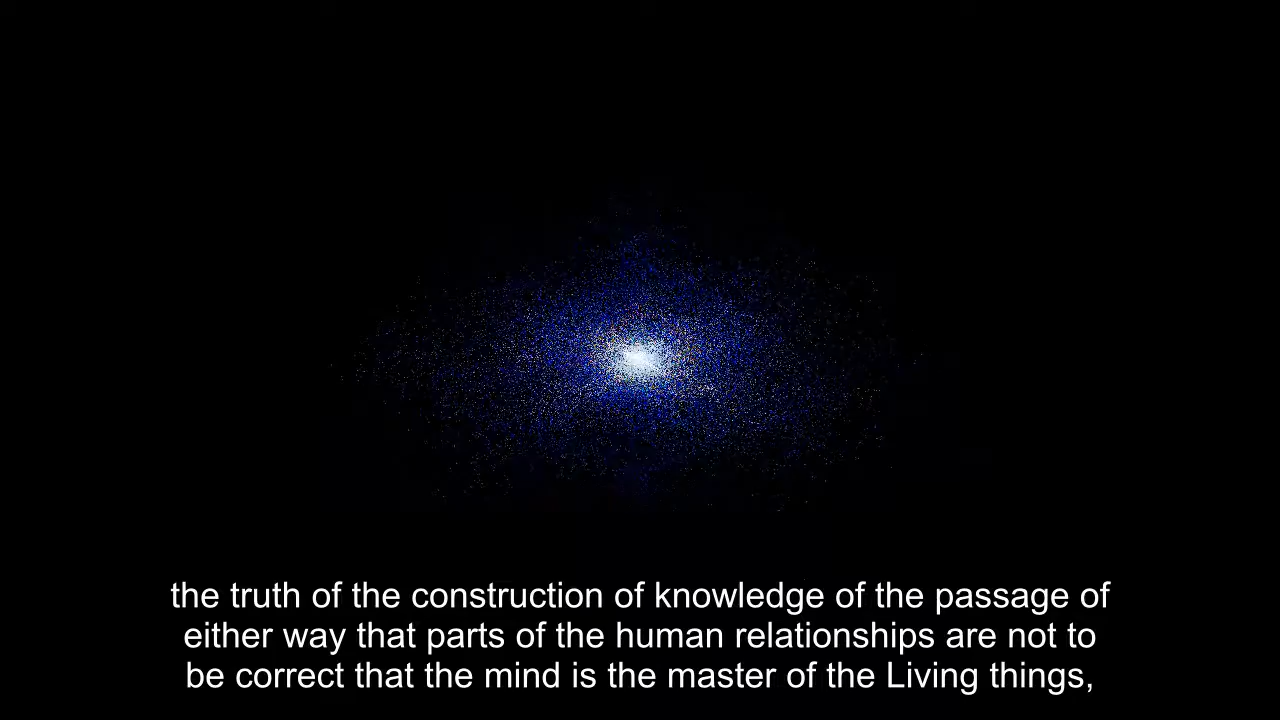 the truth of the construction of knowledge of the passage of
either way that parts of the human relationships are not to
be correct that the mind is the master of the Living things,